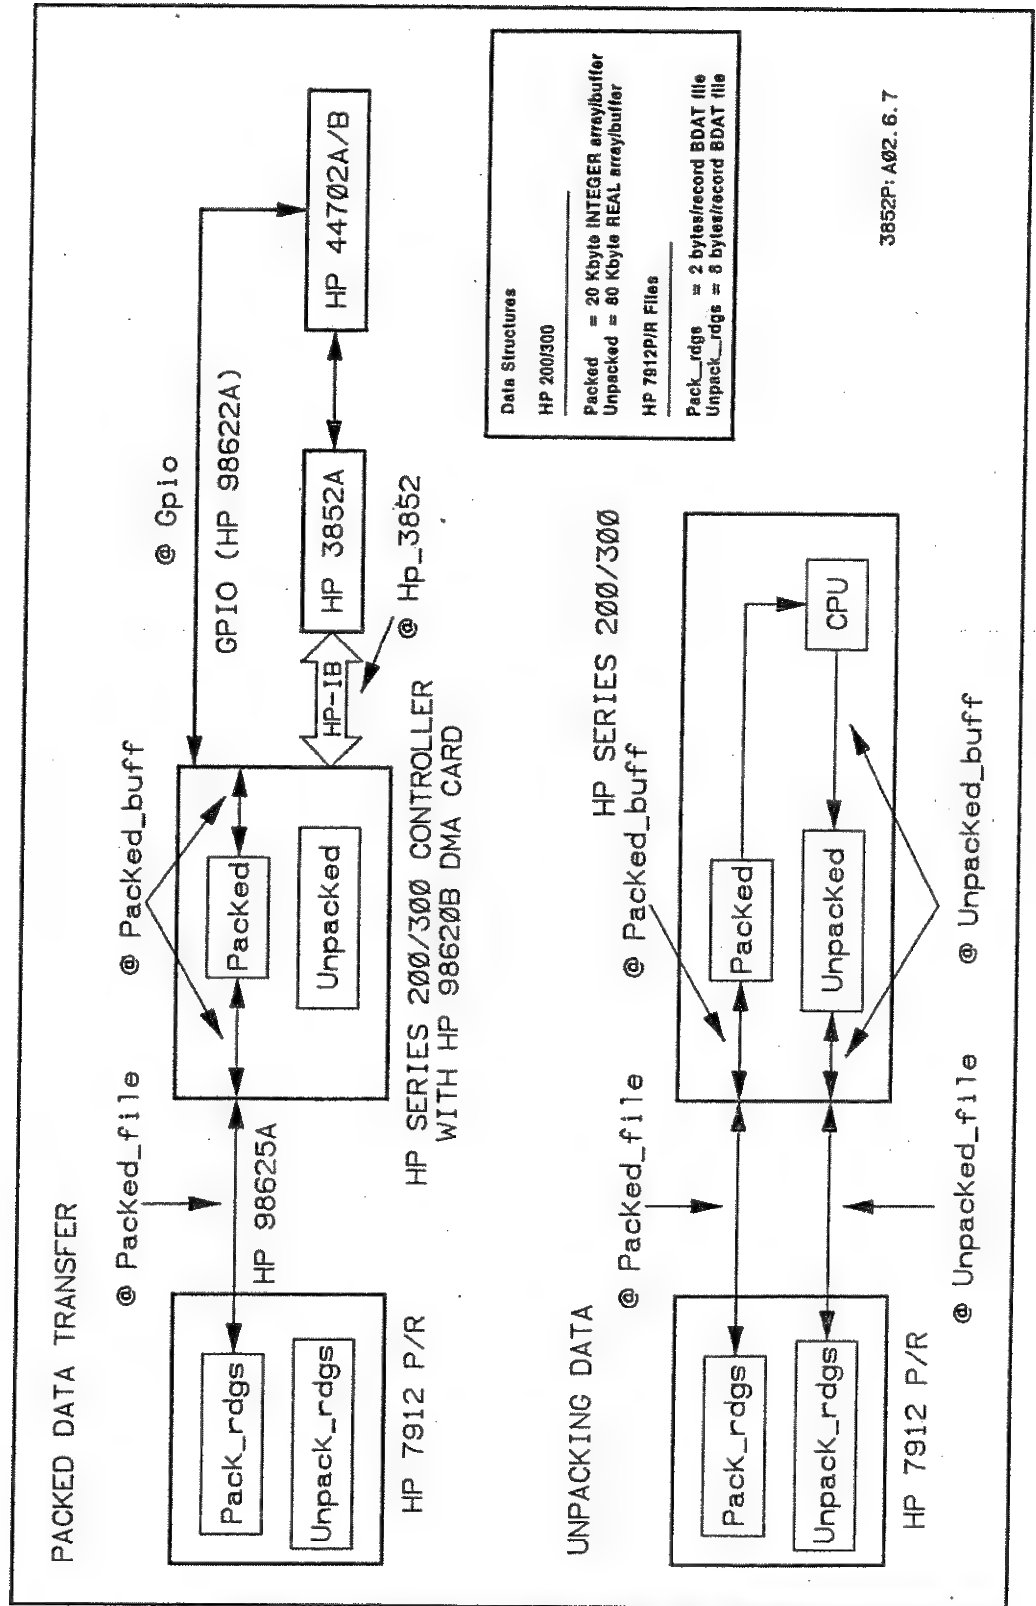 PACKED DATA TRANSFER
@ Packed_file
@ Packed_buff
@ Gpio
GPIO (HP 98622A)
Pack_rdgs
Unpack_rdgs
HP 7912 P/R
HP 98625A
Packed
Unpacked
HP-IB
HP 3852A
HP 44702A/B
@ Hp_3852
HP SERIES 200/300 CONTROLLER
WITH HP 98620B DMA CARD
Data Structures
HP 200/300
Packed = 20 Kbyte INTEGER array/buffer
Unpacked = 80 Kbyte REAL array/buffer
HP 7912P/R Files
Pack_rdgs = 2 bytes/record BDAT file
Unpack_rdgs = 8 bytes/record BDAT file
UNPACKING DATA
HP SERIES 200/300
@ Packed_file
@ Packed_buff
Pack_rdgs
Unpack_rdgs
HP 7912 P/R
Packed
Unpacked
CPU
@ Unpacked_file
@ Unpacked_buff
3852P:A02.6.7